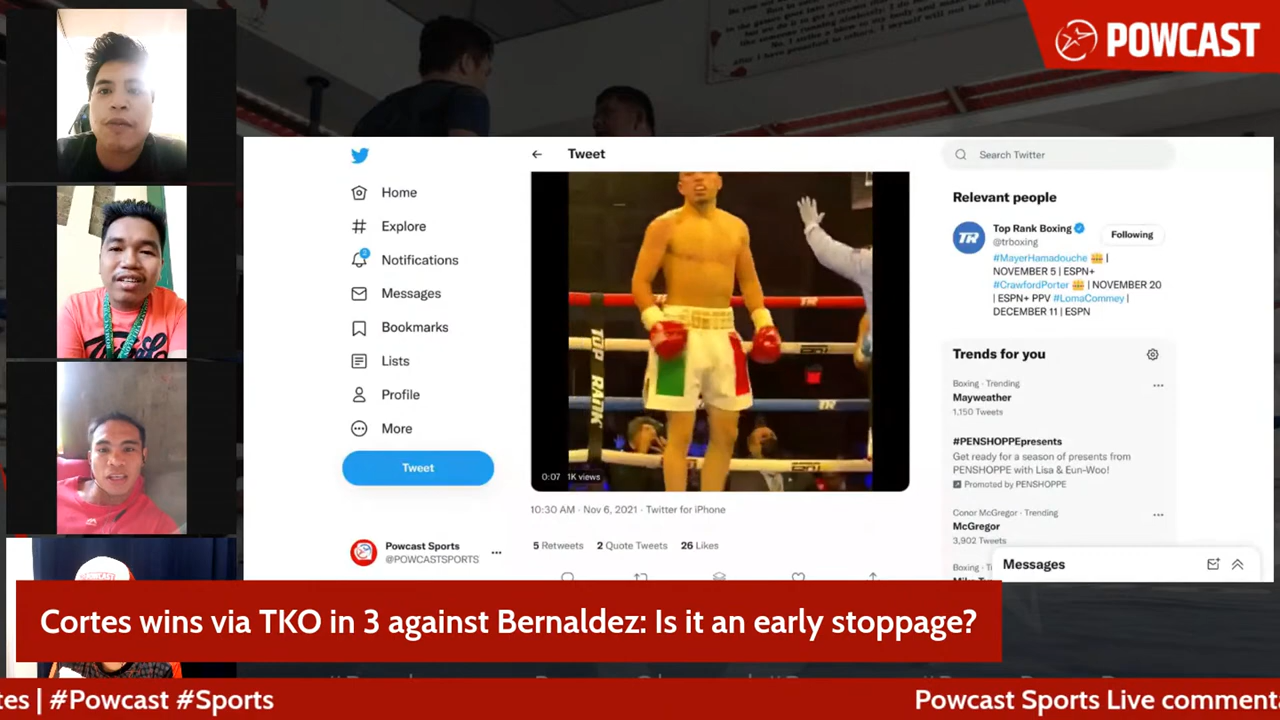 POWCAST
Tweet
Search Twitter
Home
Explore
2
Notifications
Messages
Bookmarks
Lists
Profile
More
Tweet
Powcast Sports
@POWCASTSPORTS
TOP RANK
ESPN
TR
ESPN
0:07
1K views
10:30 AM · Nov 6, 2021 · Twitter for iPhone
5 Retweets 2 Quote Tweets 26 Likes
Relevant people
TR
Top Rank Boxing
@trboxing
Following
#MayerHamadouche |
NOVEMBER 5 | ESPN+
#CrawfordPorter | NOVEMBER 20
| ESPN+ PPV #LomaCommey |
DECEMBER 11 | ESPN
Trends for you
Boxing · Trending
Mayweather
1,150 Tweets
#PENSHOPPEpresents
Get ready for a season of presents from
PENSHOPPE with Lisa & Eun-Woo!
Promoted by PENSHOPPE
Conor McGregor · Trending
McGregor
3,902 Tweets
Messages
Cortes wins via TKO in 3 against Bernaldez: Is it an early stoppage?
tes | #Powcast #Sports
Powcast Sports Live comment